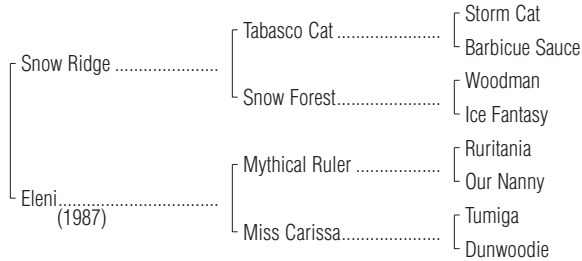 Storm Cat
Tabasco Cat ....................
Barbicue Sauce
Snow Ridge ....................
Woodman
Snow Forest....................
Ice Fantasy
Ruritania
Mythical Ruler ................
Our Nanny
Eleni...............................
(1987)
Tumiga
Miss Carissa...................
Dunwoodie